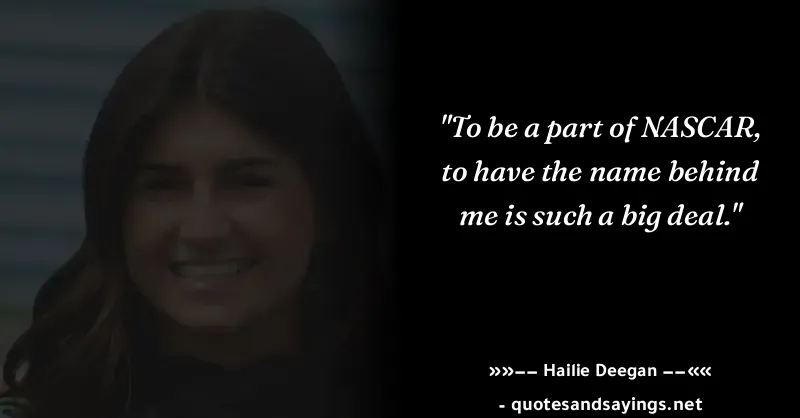 "To be a part of NASCAR,
to have the name behind
me is such a big deal."
»»–– Hailie Deegan ––««
- quotesandsayings.net